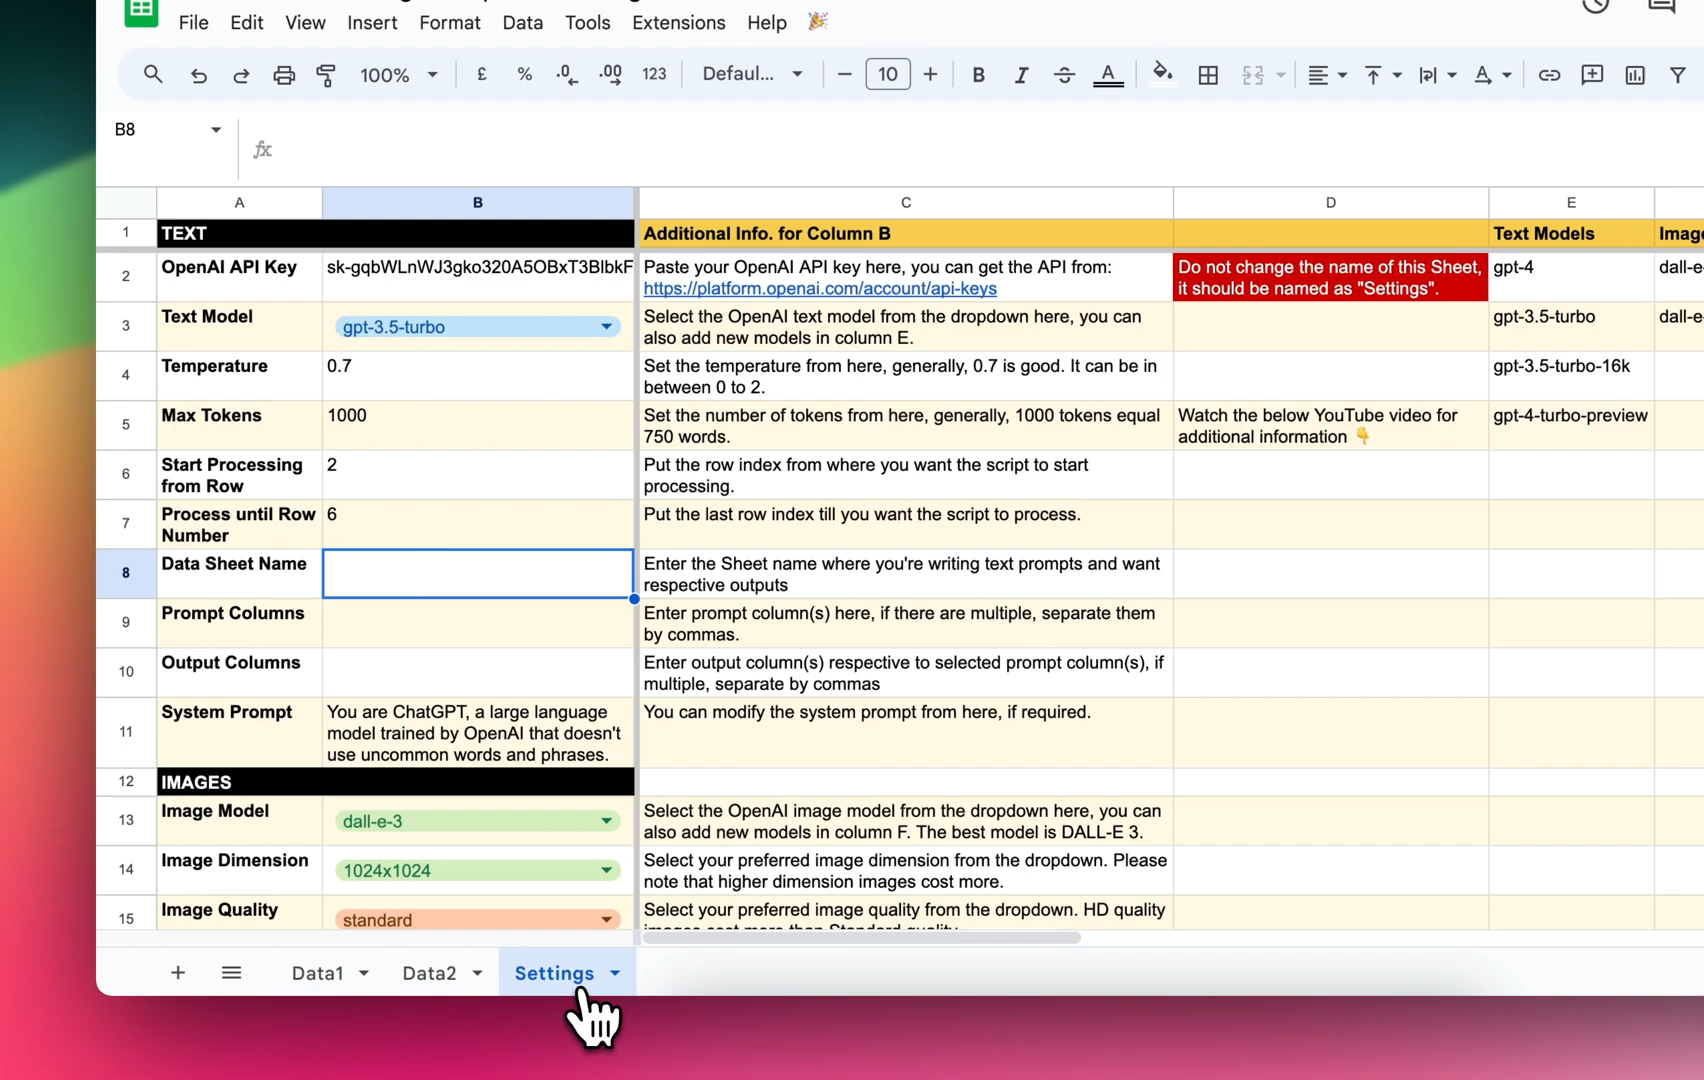 File Edit View Insert Format Data Tools Extensions Help
100% £ % .0 .00 123 Defaul... 10 B I A
B8
fx
A B C D E
1 TEXT Additional Info. for Column B Text Models
2 OpenAI API Key sk-gqbWLnWJ3gko320A5OBxT3BlbkF Paste your OpenAI API key here, you can get the API from: Do not change the name of this Sheet, gpt-4
https://platform.openai.com/account/api-keys it should be named as "Settings".
3 Text Model gpt-3.5-turbo Select the OpenAI text model from the dropdown here, you can gpt-3.5-turbo
also add new models in column E.
4 Temperature 0.7 Set the temperature from here, generally, 0.7 is good. It can be in gpt-3.5-turbo-16k
between 0 to 2.
5 Max Tokens 1000 Set the number of tokens from here, generally, 1000 tokens equal Watch the below YouTube video for gpt-4-turbo-preview
750 words. additional information 👇
6 Start Processing 2 Put the row index from where you want the script to start
from Row processing.
7 Process until Row 6 Put the last row index till you want the script to process.
Number
8 Data Sheet Name Enter the Sheet name where you're writing text prompts and want
respective outputs
9 Prompt Columns Enter prompt column(s) here, if there are multiple, separate them
by commas.
10 Output Columns Enter output column(s) respective to selected prompt column(s), if
multiple, separate by commas
11 System Prompt You are ChatGPT, a large language You can modify the system prompt from here, if required.
model trained by OpenAI that doesn't
use uncommon words and phrases.
12 IMAGES
13 Image Model dall-e-3 Select the OpenAI image model from the dropdown here, you can
also add new models in column F. The best model is DALL-E 3.
14 Image Dimension 1024x1024 Select your preferred image dimension from the dropdown. Please
note that higher dimension images cost more.
15 Image Quality standard Select your preferred image quality from the dropdown. HD quality
Data1 Data2 Settings